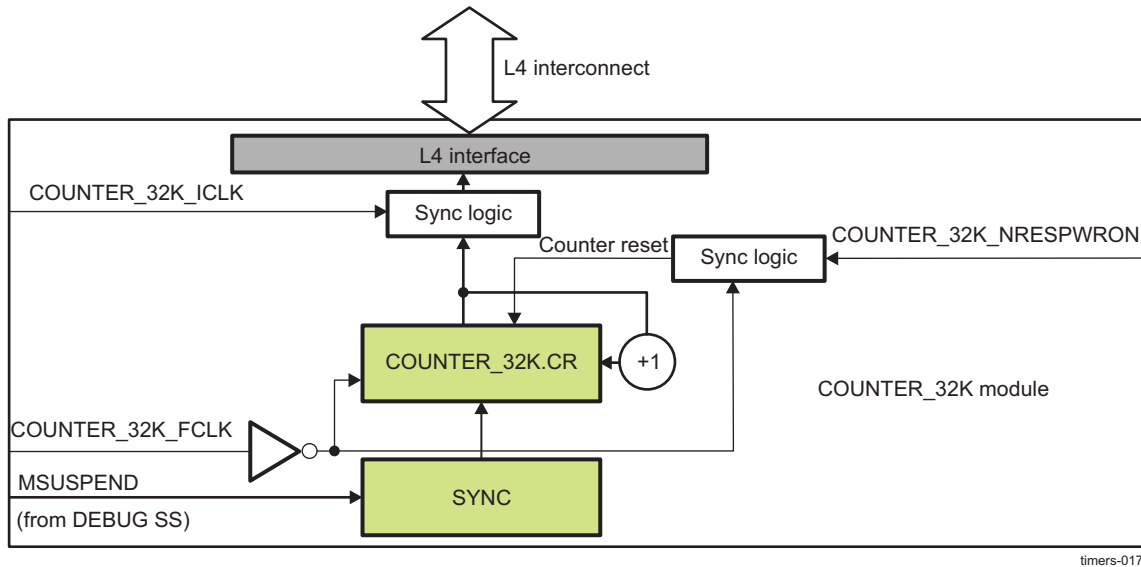 L4 interconnect
L4 interface
COUNTER_32K_ICLK
Sync logic
Counter reset
COUNTER_32K_NRESPWRON
Sync logic
COUNTER_32K.CR
+1
COUNTER_32K module
COUNTER_32K_FCLK
MSUSPEND
(from DEBUG SS)
SYNC
timers-017